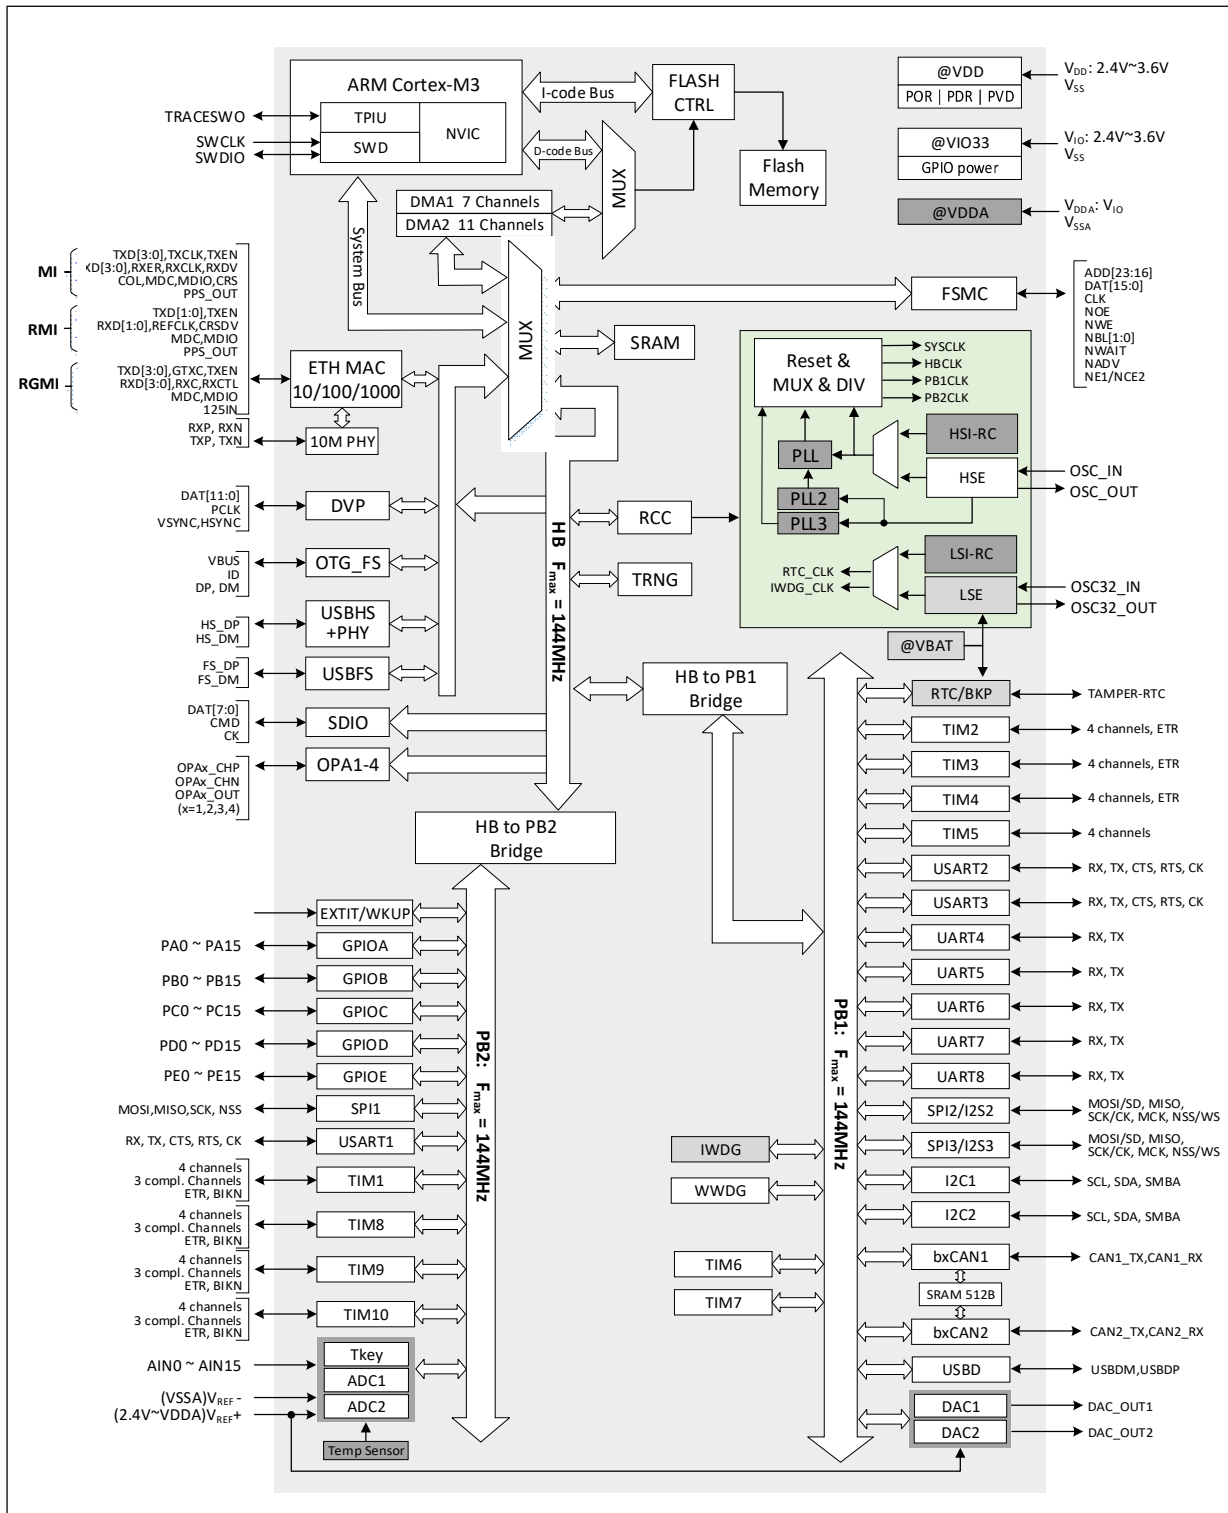 ARM Cortex-M3
TPIU
SWD
NVIC
TRACESWO
SWCLK
SWDIO
I-code Bus
D-code Bus
System Bus
FLASH
CTRL
MUX
Flash
Memory
DMA1 7 Channels
DMA2 11 Channels
@VDD
POR | PDR | PVD
VDD: 2.4V~3.6V
VSS
@VIO33
GPIO power
VIO: 2.4V~3.6V
VSS
@VDDA
VDDA: VIO
VSSA
MI
TXD[3:0],TXCLK,TXEN
XD[3:0],RXER,RXCLK,RXDV
COL,MDC,MDIO,CRS
PPS_OUT
RMI
TXD[1:0],TXEN
RXD[1:0],REFCLK,CRSDV
MDC,MDIO
PPS_OUT
RGMI
TXD[3:0],GTXC,TXEN
RXD[3:0],RXC,RXCTL
MDC,MDIO
125IN
RXP, RXN
TXP, TXN
ETH MAC
10/100/1000
10M PHY
MUX
FSMC
ADD[23:16]
DAT[15:0]
CLK
NOE
NWE
NBL[1:0]
NWAIT
NADV
NE1/NCE2
SRAM
Reset &
MUX & DIV
SYSCLK
HBCLK
PB1CLK
PB2CLK
PLL
PLL2
PLL3
HSI-RC
HSE
OSC_IN
OSC_OUT
LSI-RC
LSE
RTC_CLK
IWDG_CLK
OSC32_IN
OSC32_OUT
@VBAT
RCC
TRNG
HB Fmax = 144MHz
DAT[11:0]
PCLK
VSYNC,HSYNC
DVP
VBUS
ID
DP, DM
OTG_FS
HS_DP
HS_DM
USBHS
+PHY
FS_DP
FS_DM
USBFS
DAT[7:0]
CMD
CK
SDIO
OPAx_CHP
OPAx_CHN
OPAx_OUT
(x=1,2,3,4)
OPA1-4
HB to PB1
Bridge
HB to PB2
Bridge
EXTIT/WKUP
PA0 ~ PA15
GPIOA
PB0 ~ PB15
GPIOB
PC0 ~ PC15
GPIOC
PD0 ~ PD15
GPIOD
PE0 ~ PE15
GPIOE
MOSI,MISO,SCK, NSS
SPI1
RX, TX, CTS, RTS, CK
USART1
4 channels
3 compl. Channels
ETR, BIKN
TIM1
4 channels
3 compl. Channels
ETR, BIKN
TIM8
4 channels
3 compl. Channels
ETR, BIKN
TIM9
4 channels
3 compl. Channels
ETR, BIKN
TIM10
AIN0 ~ AIN15
(VSSA)VREF -
(2.4V~VDDA)VREF+
Tkey
ADC1
ADC2
Temp Sensor
PB2: Fmax = 144MHz
IWDG
WWDG
TIM6
TIM7
PB1: Fmax = 144MHz
RTC/BKP
TAMPER-RTC
TIM2
4 channels, ETR
TIM3
4 channels, ETR
TIM4
4 channels, ETR
TIM5
4 channels
USART2
RX, TX, CTS, RTS, CK
USART3
RX, TX, CTS, RTS, CK
UART4
RX, TX
UART5
RX, TX
UART6
RX, TX
UART7
RX, TX
UART8
RX, TX
SPI2/I2S2
MOSI/SD, MISO,
SCK/CK, MCK, NSS/WS
SPI3/I2S3
MOSI/SD, MISO,
SCK/CK, MCK, NSS/WS
I2C1
SCL, SDA, SMBA
I2C2
SCL, SDA, SMBA
bxCAN1
CAN1_TX,CAN1_RX
SRAM 512B
bxCAN2
CAN2_TX,CAN2_RX
USBD
USBDM,USBDP
DAC1
DAC_OUT1
DAC2
DAC_OUT2